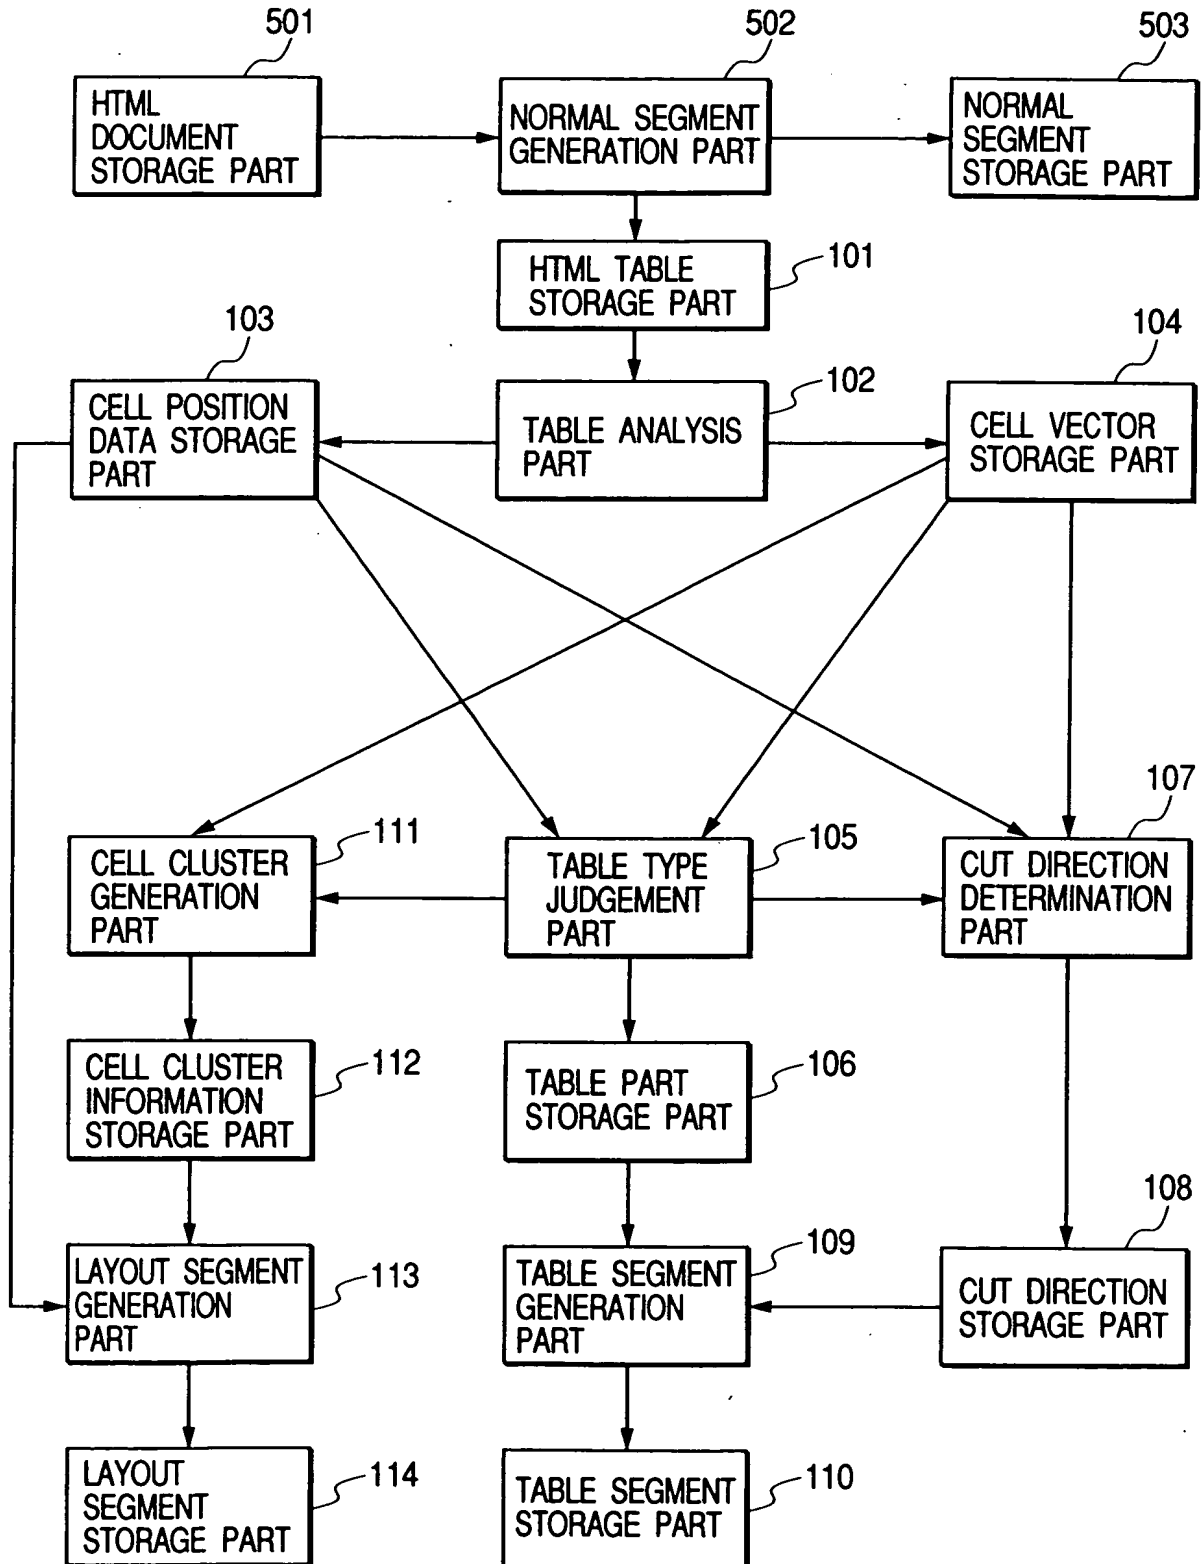 501
502
503
HTML
DOCUMENT
STORAGE PART
NORMAL SEGMENT
GENERATION PART
NORMAL
SEGMENT
STORAGE PART
101
HTML TABLE
STORAGE PART
103
104
102
CELL POSITION
DATA STORAGE
PART
TABLE ANALYSIS
PART
CELL VECTOR
STORAGE PART
107
111
105
CELL CLUSTER
GENERATION
PART
TABLE TYPE
JUDGEMENT
PART
CUT DIRECTION
DETERMINATION
PART
112
106
CELL CLUSTER
INFORMATION
STORAGE PART
TABLE PART
STORAGE PART
108
113
109
LAYOUT SEGMENT
GENERATION
PART
TABLE SEGMENT
GENERATION
PART
CUT DIRECTION
STORAGE PART
114
110
LAYOUT
SEGMENT
STORAGE PART
TABLE SEGMENT
STORAGE PART